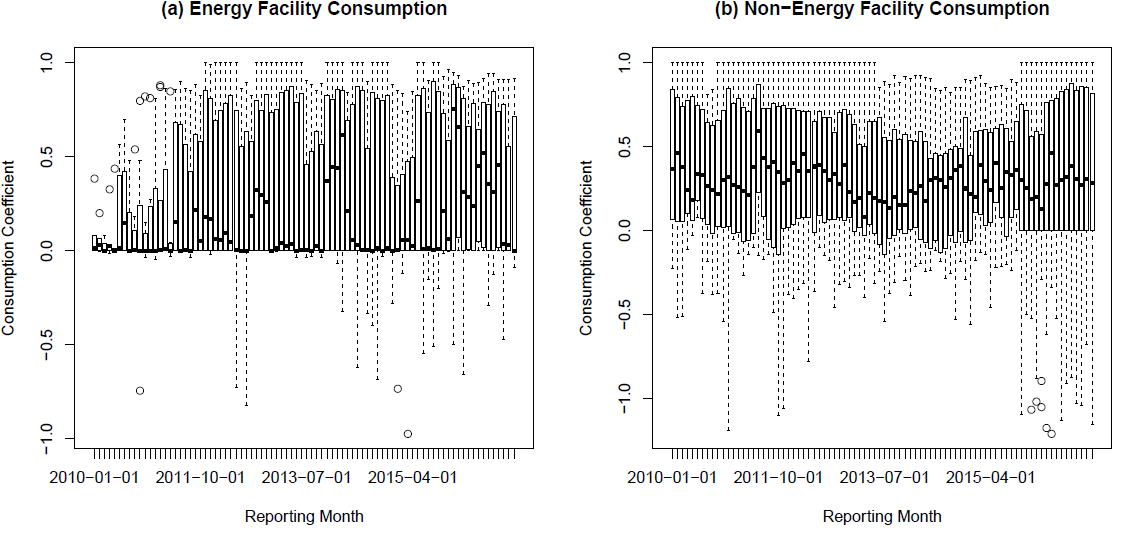 (a) Energy Facility Consumption
Consumption Coefficient
1.0
0.5
0.0
−0.5
−1.0
2010−01−01 2011−10−01 2013−07−01 2015−04−01
Reporting Month
(b) Non−Energy Facility Consumption
Consumption Coefficient
1.0
0.5
0.0
−0.5
−1.0
2010−01−01 2011−10−01 2013−07−01 2015−04−01
Reporting Month